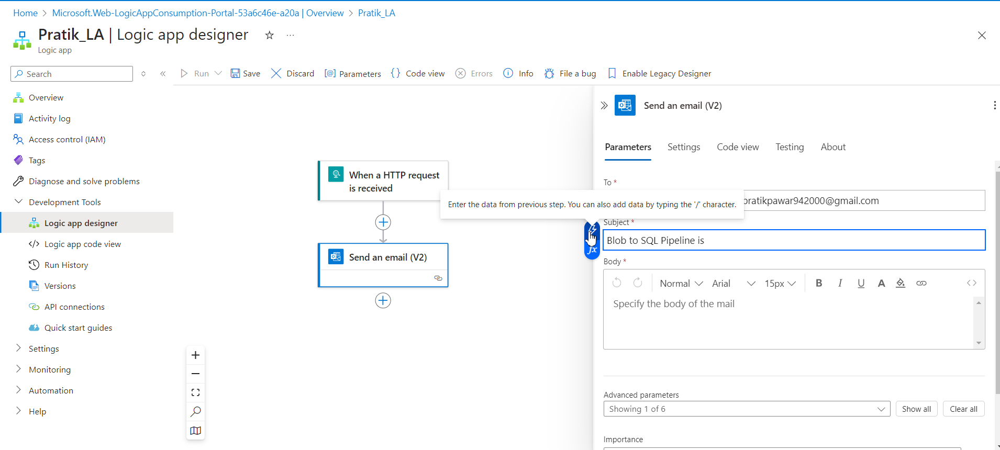 Home > Microsoft.Web-LogicAppConsumption-Portal-53a6c46e-a20a | Overview > Pratik_LA
Pratik_LA | Logic app designer
Logic app
Search
Run
Save
Discard
Parameters
Code view
Errors
Info
File a bug
Enable Legacy Designer
Overview
Activity log
Access control (IAM)
Tags
Diagnose and solve problems
Development Tools
Logic app designer
Logic app code view
Run History
Versions
API connections
Quick start guides
Settings
Monitoring
Automation
Help
When a HTTP request
is received
Send an email (V2)
Enter the data from previous step. You can also add data by typing the '/' character.
fx
Send an email (V2)
Parameters
Settings
Code view
Testing
About
To *
pratikpawar942000@gmail.com
Subject *
Blob to SQL Pipeline is
Body *
Normal
Arial
15px
B
I
U
A
Specify the body of the mail
Advanced parameters
Showing 1 of 6
Show all
Clear all
Importance